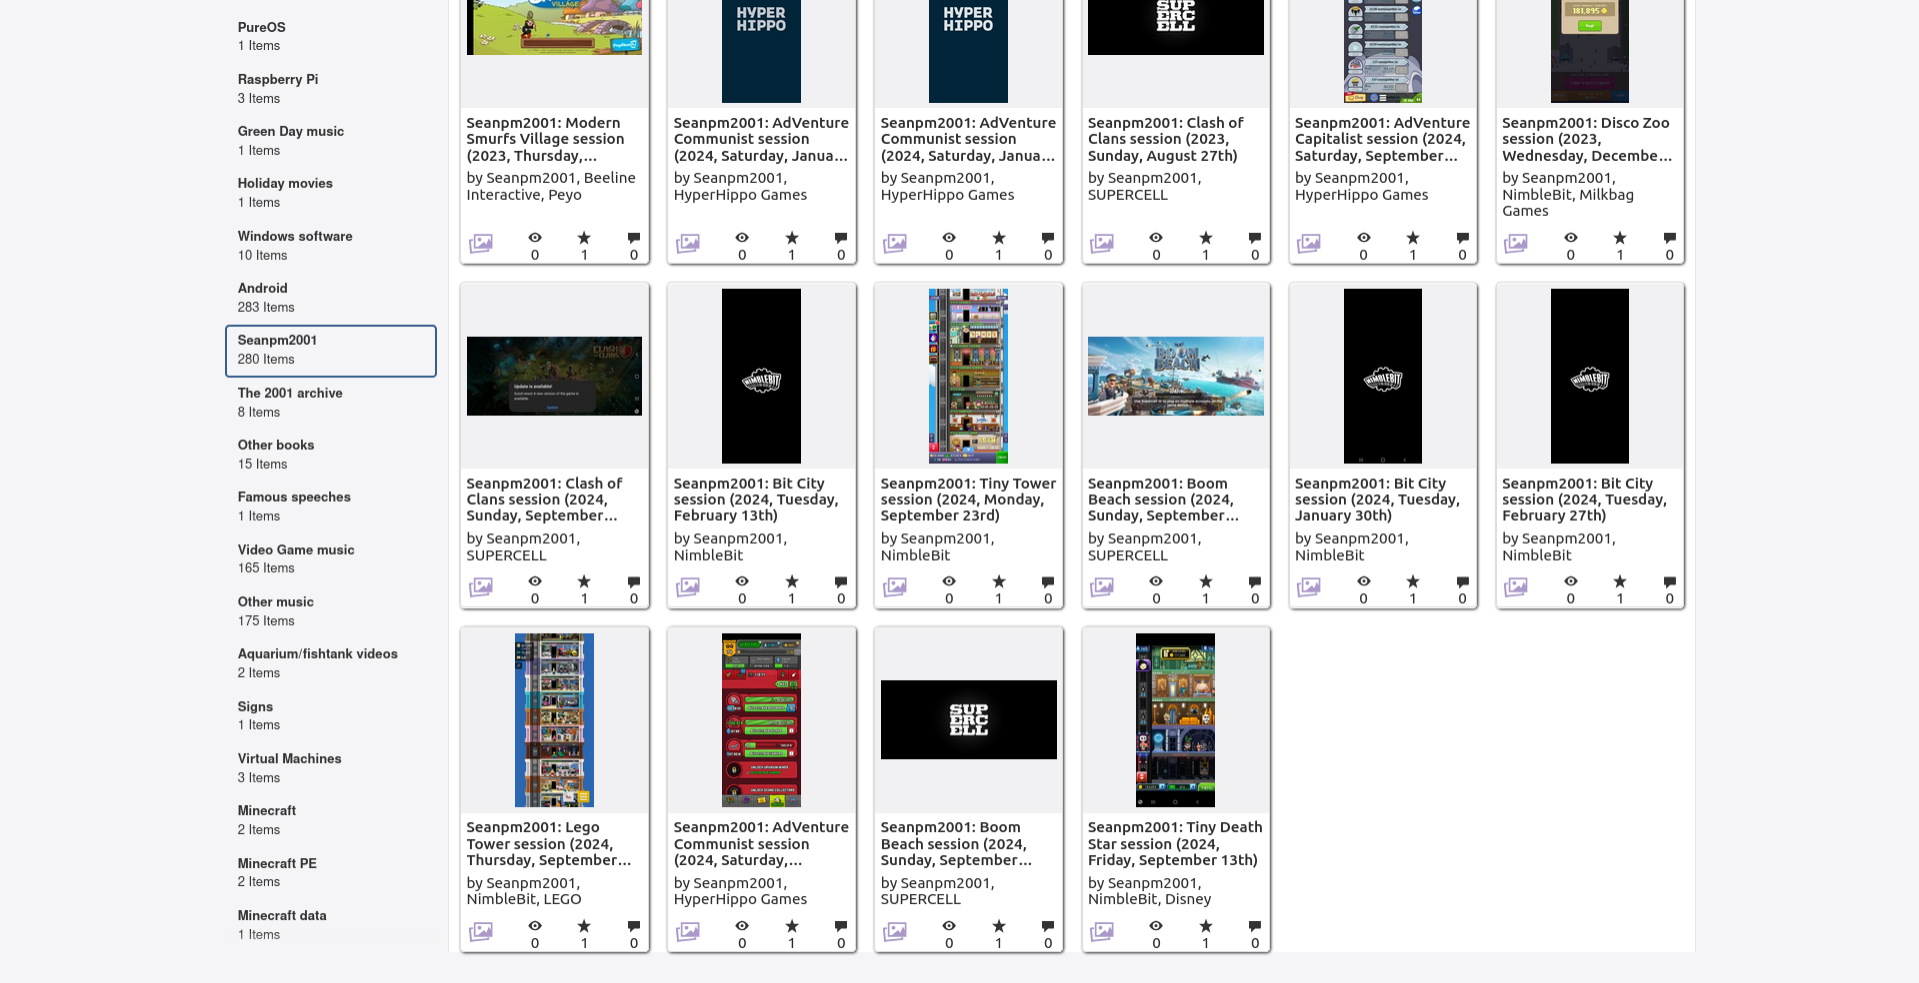 PureOS
1 Items
Raspberry Pi
3 Items
Green Day music
1 Items
Holiday movies
1 Items
Windows software
10 Items
Android
283 Items
Seanpm2001
280 Items
The 2001 archive
8 Items
Other books
15 Items
Famous speeches
1 Items
Video Game music
165 Items
Other music
175 Items
Aquarium/fishtank videos
2 Items
Signs
1 Items
Virtual Machines
3 Items
Minecraft
2 Items
Minecraft PE
2 Items
Minecraft data
1 Items
VILLAGE
HYPER
HIPPO
HYPER
HIPPO
SUP
ERC
ELL
181,895
Seanpm2001: Modern
Smurfs Village session
(2023, Thursday,...
by Seanpm2001, Beeline
Interactive, Peyo
0 1 0
Seanpm2001: AdVenture
Communist session
(2024, Saturday, Janua...
by Seanpm2001,
HyperHippo Games
0 1 0
Seanpm2001: AdVenture
Communist session
(2024, Saturday, Janua...
by Seanpm2001,
HyperHippo Games
0 1 0
Seanpm2001: Clash of
Clans session (2023,
Sunday, August 27th)
by Seanpm2001,
SUPERCELL
0 1 0
Seanpm2001: AdVenture
Capitalist session (2024,
Saturday, September...
by Seanpm2001,
HyperHippo Games
0 1 0
Seanpm2001: Disco Zoo
session (2023,
Wednesday, Decembe...
by Seanpm2001,
NimbleBit, Milkbag
Games
0 1 0
CLASH
Update is available!
Update
Seanpm2001: Clash of
Clans session (2024,
Sunday, September...
by Seanpm2001,
SUPERCELL
0 1 0
NIMBLEBIT
Seanpm2001: Bit City
session (2024, Tuesday,
February 13th)
by Seanpm2001,
NimbleBit
0 1 0
Seanpm2001: Tiny Tower
session (2024, Monday,
September 23rd)
by Seanpm2001,
NimbleBit
0 1 0
BOOM
BEACH
Seanpm2001: Boom
Beach session (2024,
Sunday, September...
by Seanpm2001,
SUPERCELL
0 1 0
NIMBLEBIT
Seanpm2001: Bit City
session (2024, Tuesday,
January 30th)
by Seanpm2001,
NimbleBit
0 1 0
NIMBLEBIT
Seanpm2001: Bit City
session (2024, Tuesday,
February 27th)
by Seanpm2001,
NimbleBit
0 1 0
Seanpm2001: Lego
Tower session (2024,
Thursday, September...
by Seanpm2001,
NimbleBit, LEGO
0 1 0
Seanpm2001: AdVenture
Communist session
(2024, Saturday,...
by Seanpm2001,
HyperHippo Games
0 1 0
SUP
ERC
ELL
Seanpm2001: Boom
Beach session (2024,
Sunday, September...
by Seanpm2001,
SUPERCELL
0 1 0
Seanpm2001: Tiny Death
Star session (2024,
Friday, September 13th)
by Seanpm2001,
NimbleBit, Disney
0 1 0